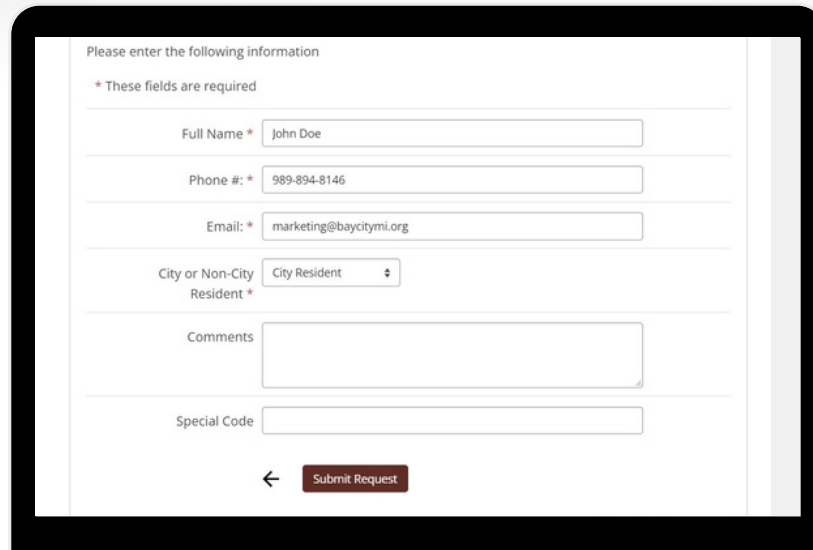 Please enter the following information
* These fields are required
Full Name * John Doe
Phone #: * 989-894-8146
Email: * marketing@baycitymi.org
City or Non-City City Resident
Resident *
Comments
Special Code
Submit Request